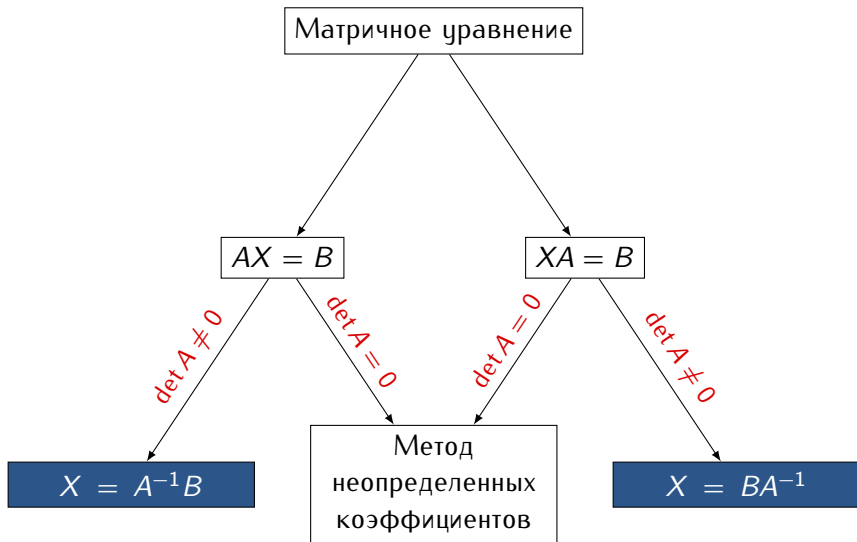 Матричное уравнение
AX = B
XA = B
det A ≠ 0
det A = 0
det A = 0
det A ≠ 0
X = A⁻¹B
Метод
неопределенных
коэффициентов
X = BA⁻¹